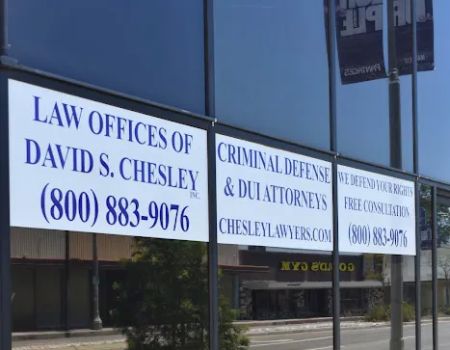 LAW OFFICES OF
DAVID S. CHESLEY INC.
(800) 883-9076
CRIMINAL DEFENSE
& DUI ATTORNEYS
CHESLEYLAWYERS.COM
WE DEFEND YOUR RIGHTS
FREE CONSULTATION
(800) 883-9076
GOLD'S GYM